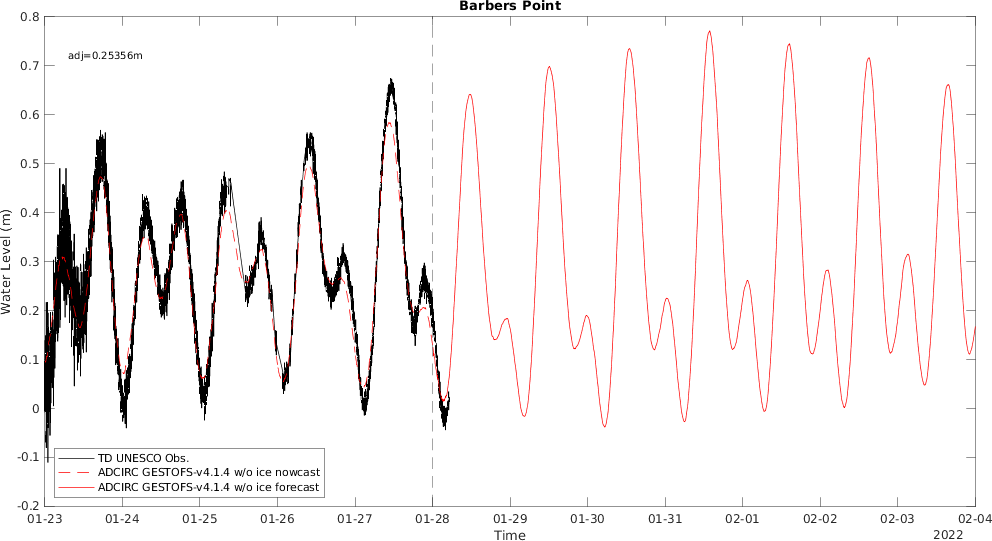 Barbers Point
adj=0.25356m
Water Level (m)
0.8
0.7
0.6
0.5
0.4
0.3
0.2
0.1
0
-0.1
-0.2
TD UNESCO Obs.
ADCIRC GESTOFS-v4.1.4 w/o ice nowcast
ADCIRC GESTOFS-v4.1.4 w/o ice forecast
01-23 01-24 01-25 01-26 01-27 01-28 01-29 01-30 01-31 02-01 02-02 02-03 02-04
Time
2022